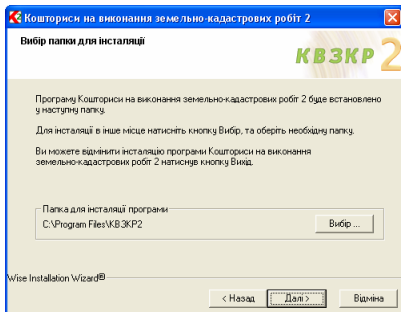 Кошториси на виконання земельно-кадастрових робіт 2
Вибір папки для інсталяції
КВЗКР 2
Програму Кошториси на виконання земельно-кадастрових робіт 2 буде встановлено
у наступну папку.
Для інсталяції в інше місце натисніть кнопку Вибір, та оберіть необхідну папку.
Ви можете відмінити інсталяцію програми Кошториси на виконання
земельно-кадастрових робіт 2 натиснув кнопку Вихід.
Папка для інсталяції програми
C:\Program Files\КВЗКР2
Вибір ...
Wise Installation Wizard®
< Назад
Далі >
Відміна